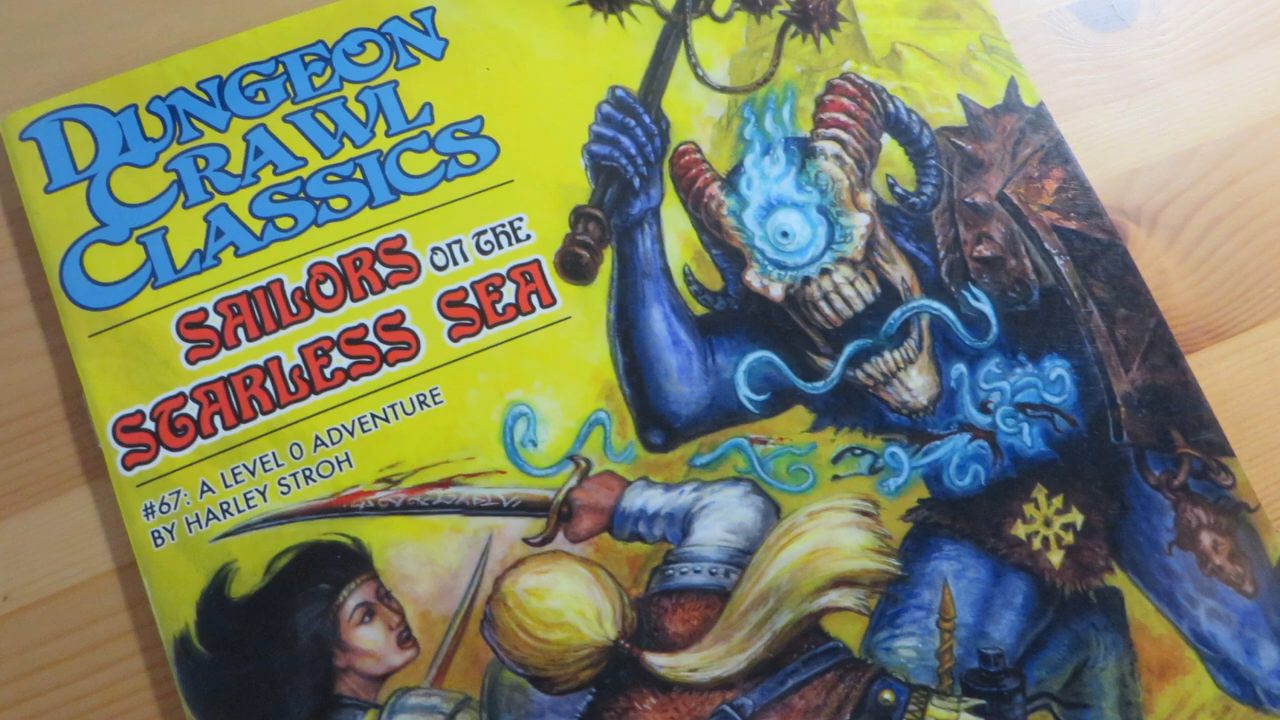 DUNGEON
CRAWL
CLASSICS
SAILORS ON THE
STARLESS SEA
#67: A LEVEL 0 ADVENTURE
BY HARLEY STROH